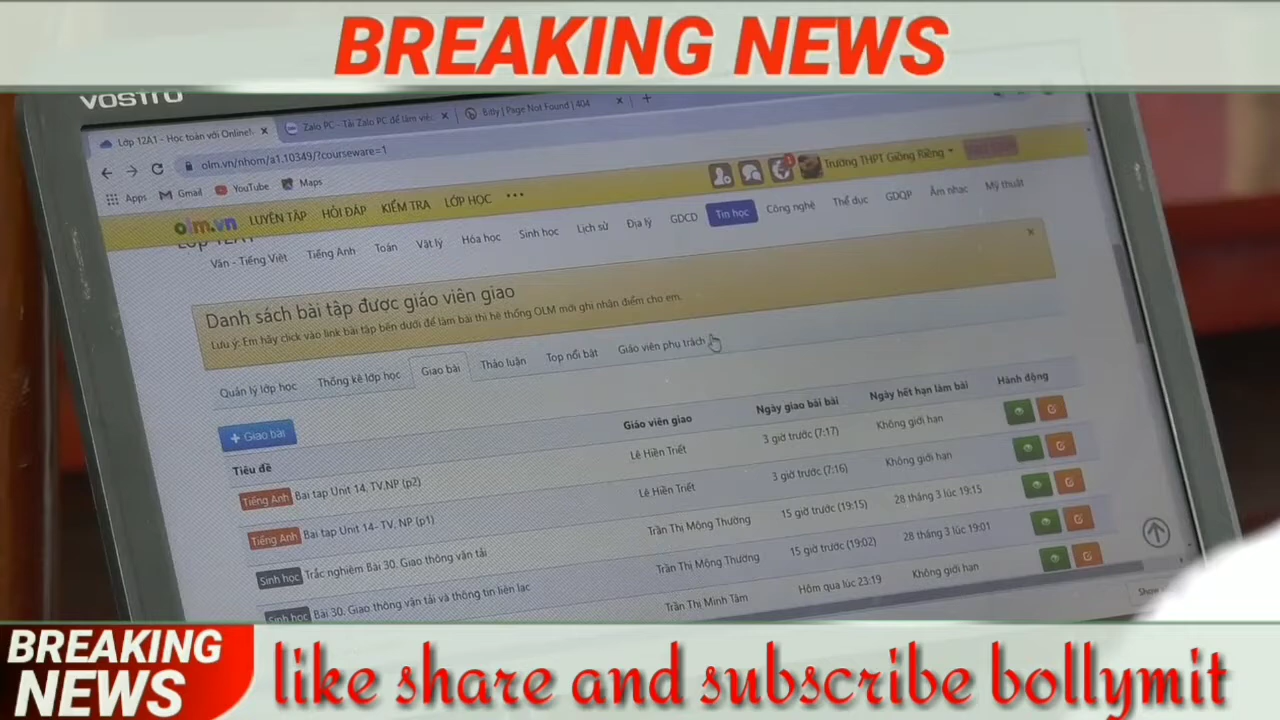 BREAKING NEWS
VOSTRO
Lớp 12A1 - Học toán với Online
Zalo PC - Tải Zalo PC để làm việc
Billy | Page Not Found | 404
olm.vn/nhom/a1.10349/?courseware=1
Apps Gmail YouTube Maps
olm.vn LUYỆN TẬP HỎI ĐÁP KIỂM TRA LỚP HỌC ... 1 Trường THPT Giồng Riềng
Văn - Tiếng Việt Tiếng Anh Toán Vật lý Hóa học Sinh học Lịch sử Địa lý GDCD Tin học Công nghệ Thể dục GDQP Âm nhạc Mỹ thuật
Danh sách bài tập được giáo viên giao
Lưu ý: Em hãy click vào link bài tập bên dưới để làm bài thì hệ thống OLM mới ghi nhận điểm cho em.
Quản lý lớp học Thống kê lớp học Giao bài Thảo luận Top nổi bật Giáo viên phụ trách
+ Giao bài
Tiêu đề Giáo viên giao Ngày giao bài bài Ngày hết hạn làm bài Hành động
Tiếng Anh Bai tap Unit 14. TV.NP (p2) Lê Hiền Triết 3 giờ trước (7:17) Không giới hạn
Tiếng Anh Bai tap Unit 14- TV. NP (p1) Lê Hiền Triết 3 giờ trước (7:16) Không giới hạn
Sinh học Trắc nghiệm Bài 30. Giao thông vận tải Trần Thị Mộng Thường 15 giờ trước (19:15) 28 tháng 3 lúc 19:15
Sinh học Bài 30. Giao thông vận tải và thông tin liên lạc Trần Thị Mộng Thường 15 giờ trước (19:02) 28 tháng 3 lúc 19:01
Trần Thị Minh Tâm Hôm qua lúc 23:19 Không giới hạn
Show
BREAKING
NEWS
like share and subscribe bollymit